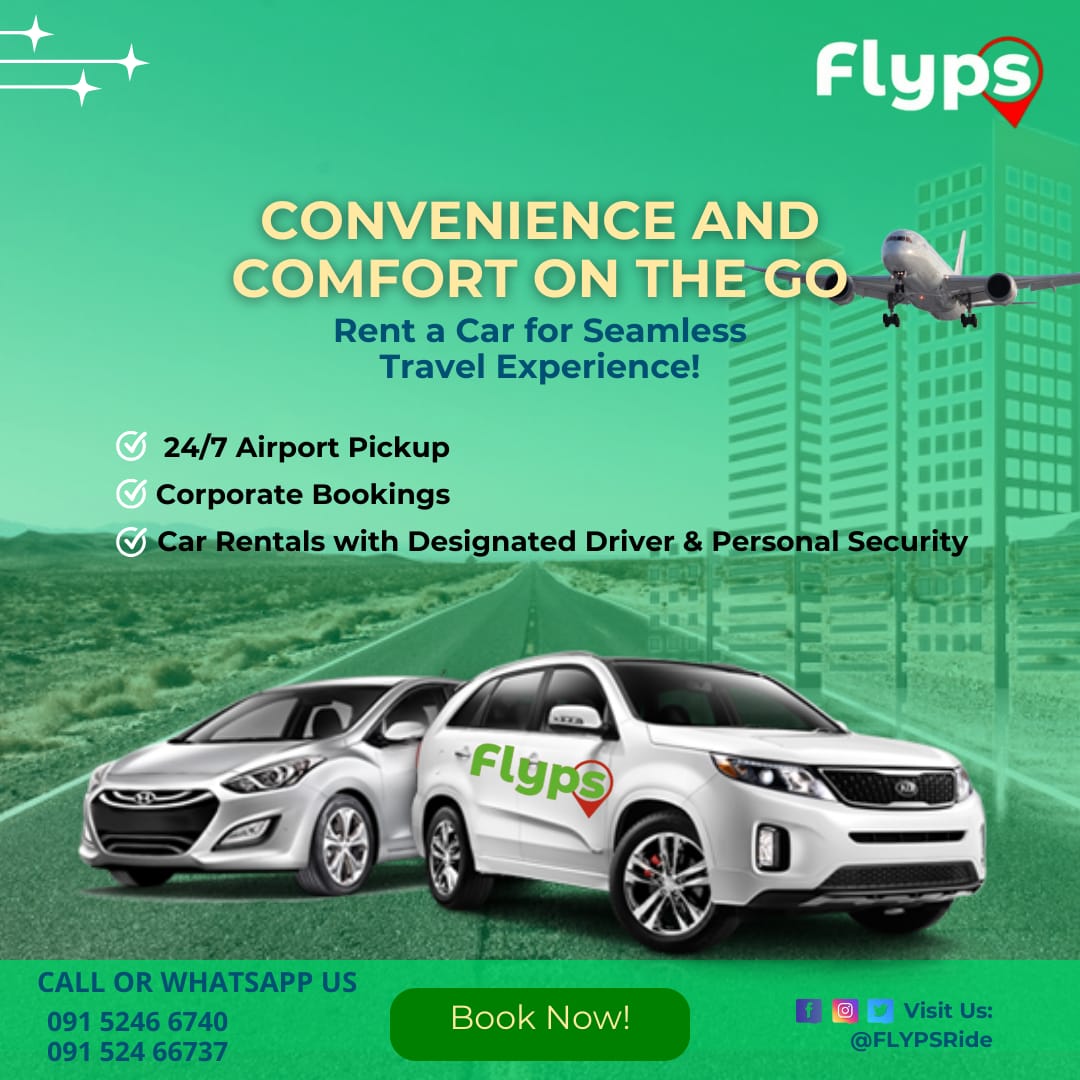 Flyps
CONVENIENCE AND
COMFORT ON THE GO
Rent a Car for Seamless
Travel Experience!
24/7 Airport Pickup
Corporate Bookings
Car Rentals with Designated Driver & Personal Security
Flyps
KIA
CALL OR WHATSAPP US
091 5246 6740
091 524 66737
Book Now!
Visit Us:
@FLYPSRide